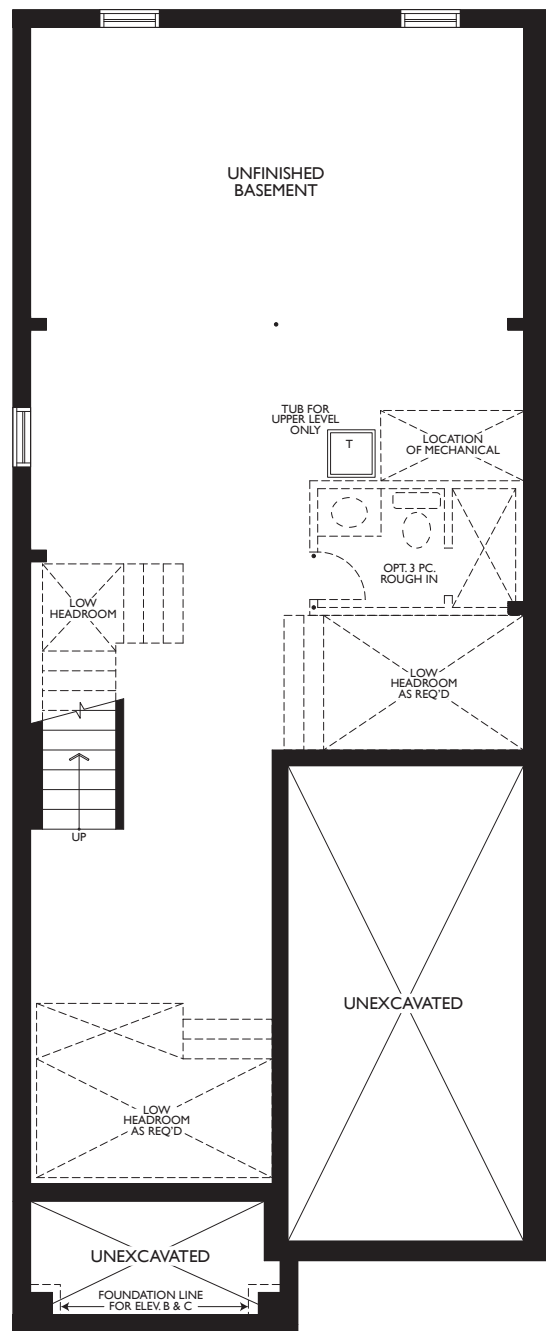 UNFINISHED
BASEMENT
TUB FOR
UPPER LEVEL
ONLY
T
LOCATION
OF MECHANICAL
OPT. 3 PC.
ROUGH IN
LOW
HEADROOM
LOW
HEADROOM
AS REQ'D
UP
UNEXCAVATED
LOW
HEADROOM
AS REQ'D
UNEXCAVATED
FOUNDATION LINE
FOR ELEV. B & C